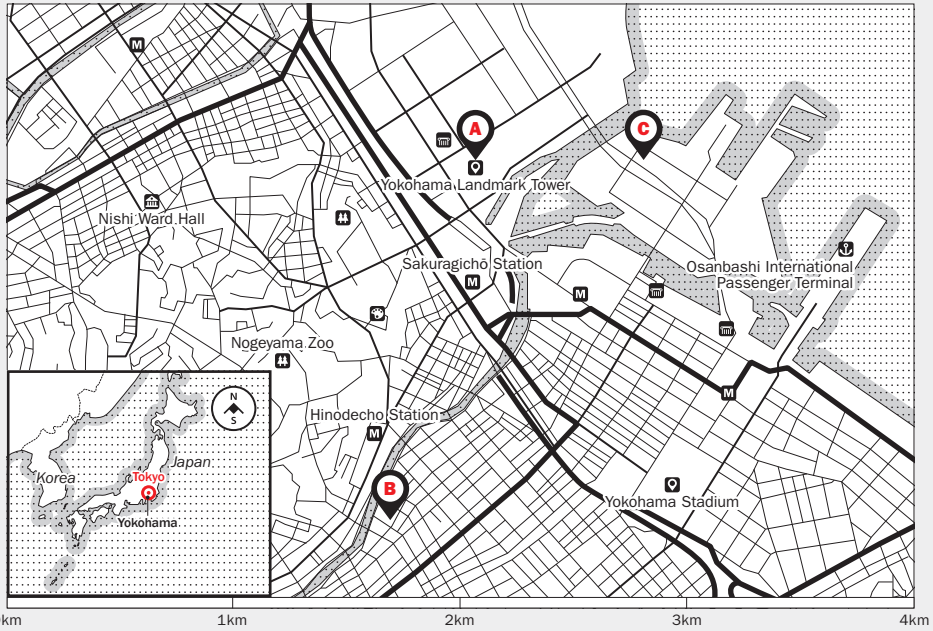 M
A
C
Yokohama Landmark Tower
Nishi Ward Hall
Sakuragichō Station
M
M
Osanbashi International
Passenger Terminal
Nogeyama Zoo
M
Hinodecho Station
M
B
Yokohama Stadium
N
S
Korea
Japan
Tokyo
Yokohama
0km
1km
2km
3km
4km